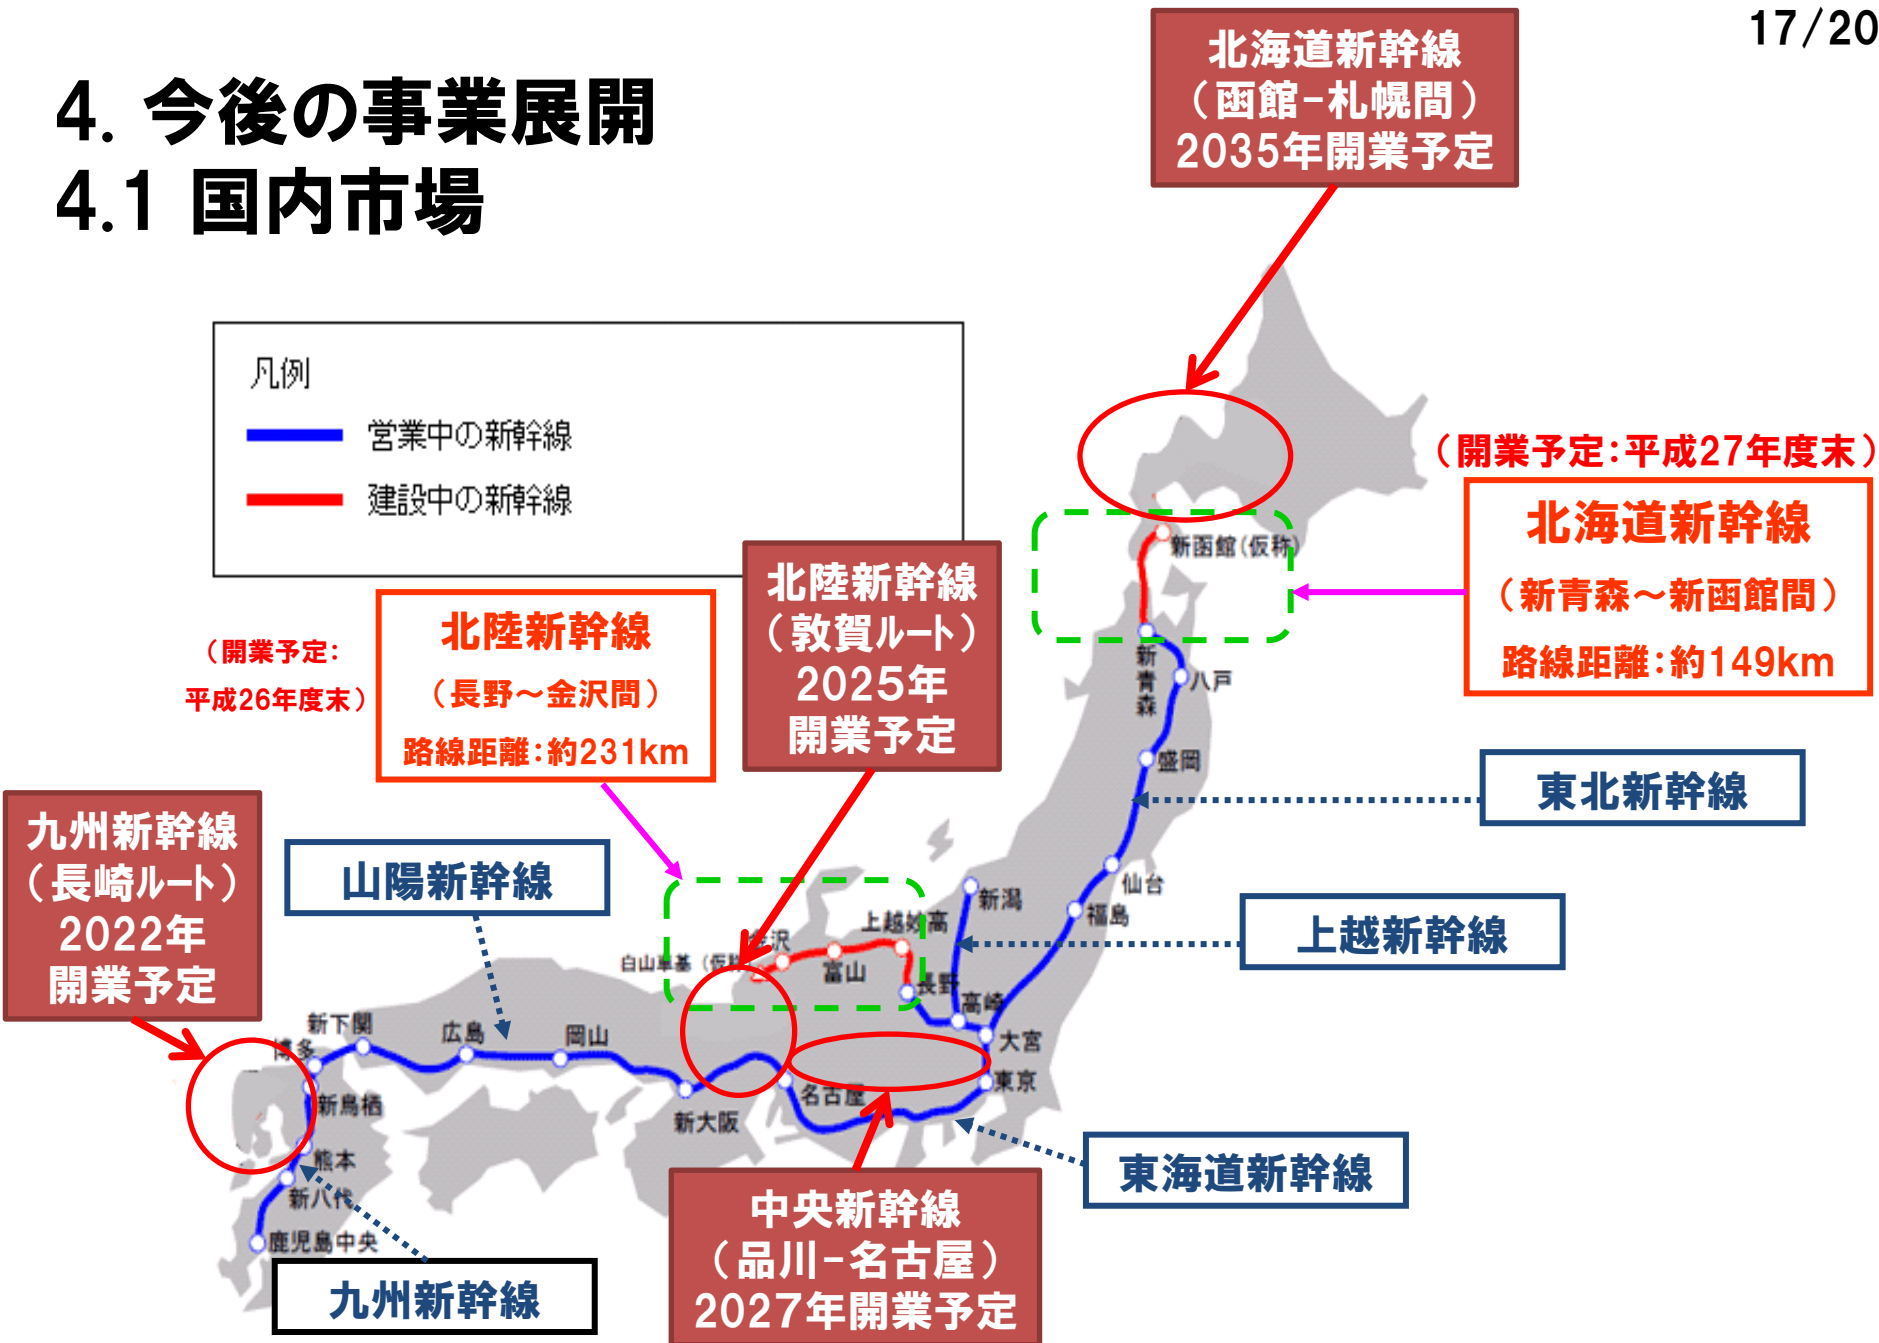 17/20
4. 今後の事業展開
4.1 国内市場
北海道新幹線
（函館−札幌間）
2035年開業予定
凡例
営業中の新幹線
建設中の新幹線
（開業予定：平成27年度末）
北海道新幹線
（新青森～新函館間）
路線距離：約149km
北陸新幹線
（敦賀ルート）
2025年
開業予定
（開業予定：
平成26年度末）
北陸新幹線
（長野～金沢間）
路線距離：約231km
九州新幹線
（長崎ルート）
2022年
開業予定
山陽新幹線
東北新幹線
上越新幹線
東海道新幹線
中央新幹線
（品川−名古屋）
2027年開業予定
九州新幹線
新函館（仮称）
新青森
八戸
盛岡
仙台
福島
新潟
上越妙高
金沢
富山
白山車基（仮称）
長野
高崎
大宮
東京
名古屋
新大阪
岡山
広島
新下関
博多
新鳥栖
熊本
新八代
鹿児島中央